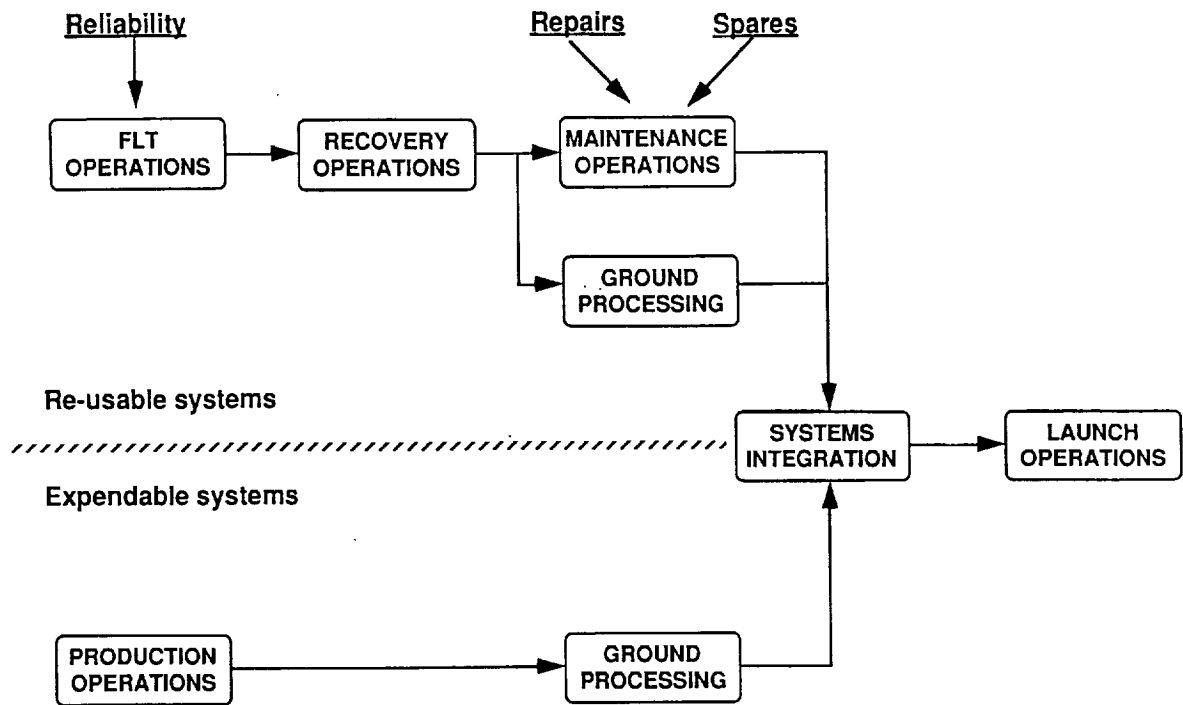 Reliability
Repairs
Spares
FLT
OPERATIONS
RECOVERY
OPERATIONS
MAINTENANCE
OPERATIONS
GROUND
PROCESSING
Re-usable systems
SYSTEMS
INTEGRATION
LAUNCH
OPERATIONS
Expendable systems
PRODUCTION
OPERATIONS
GROUND
PROCESSING